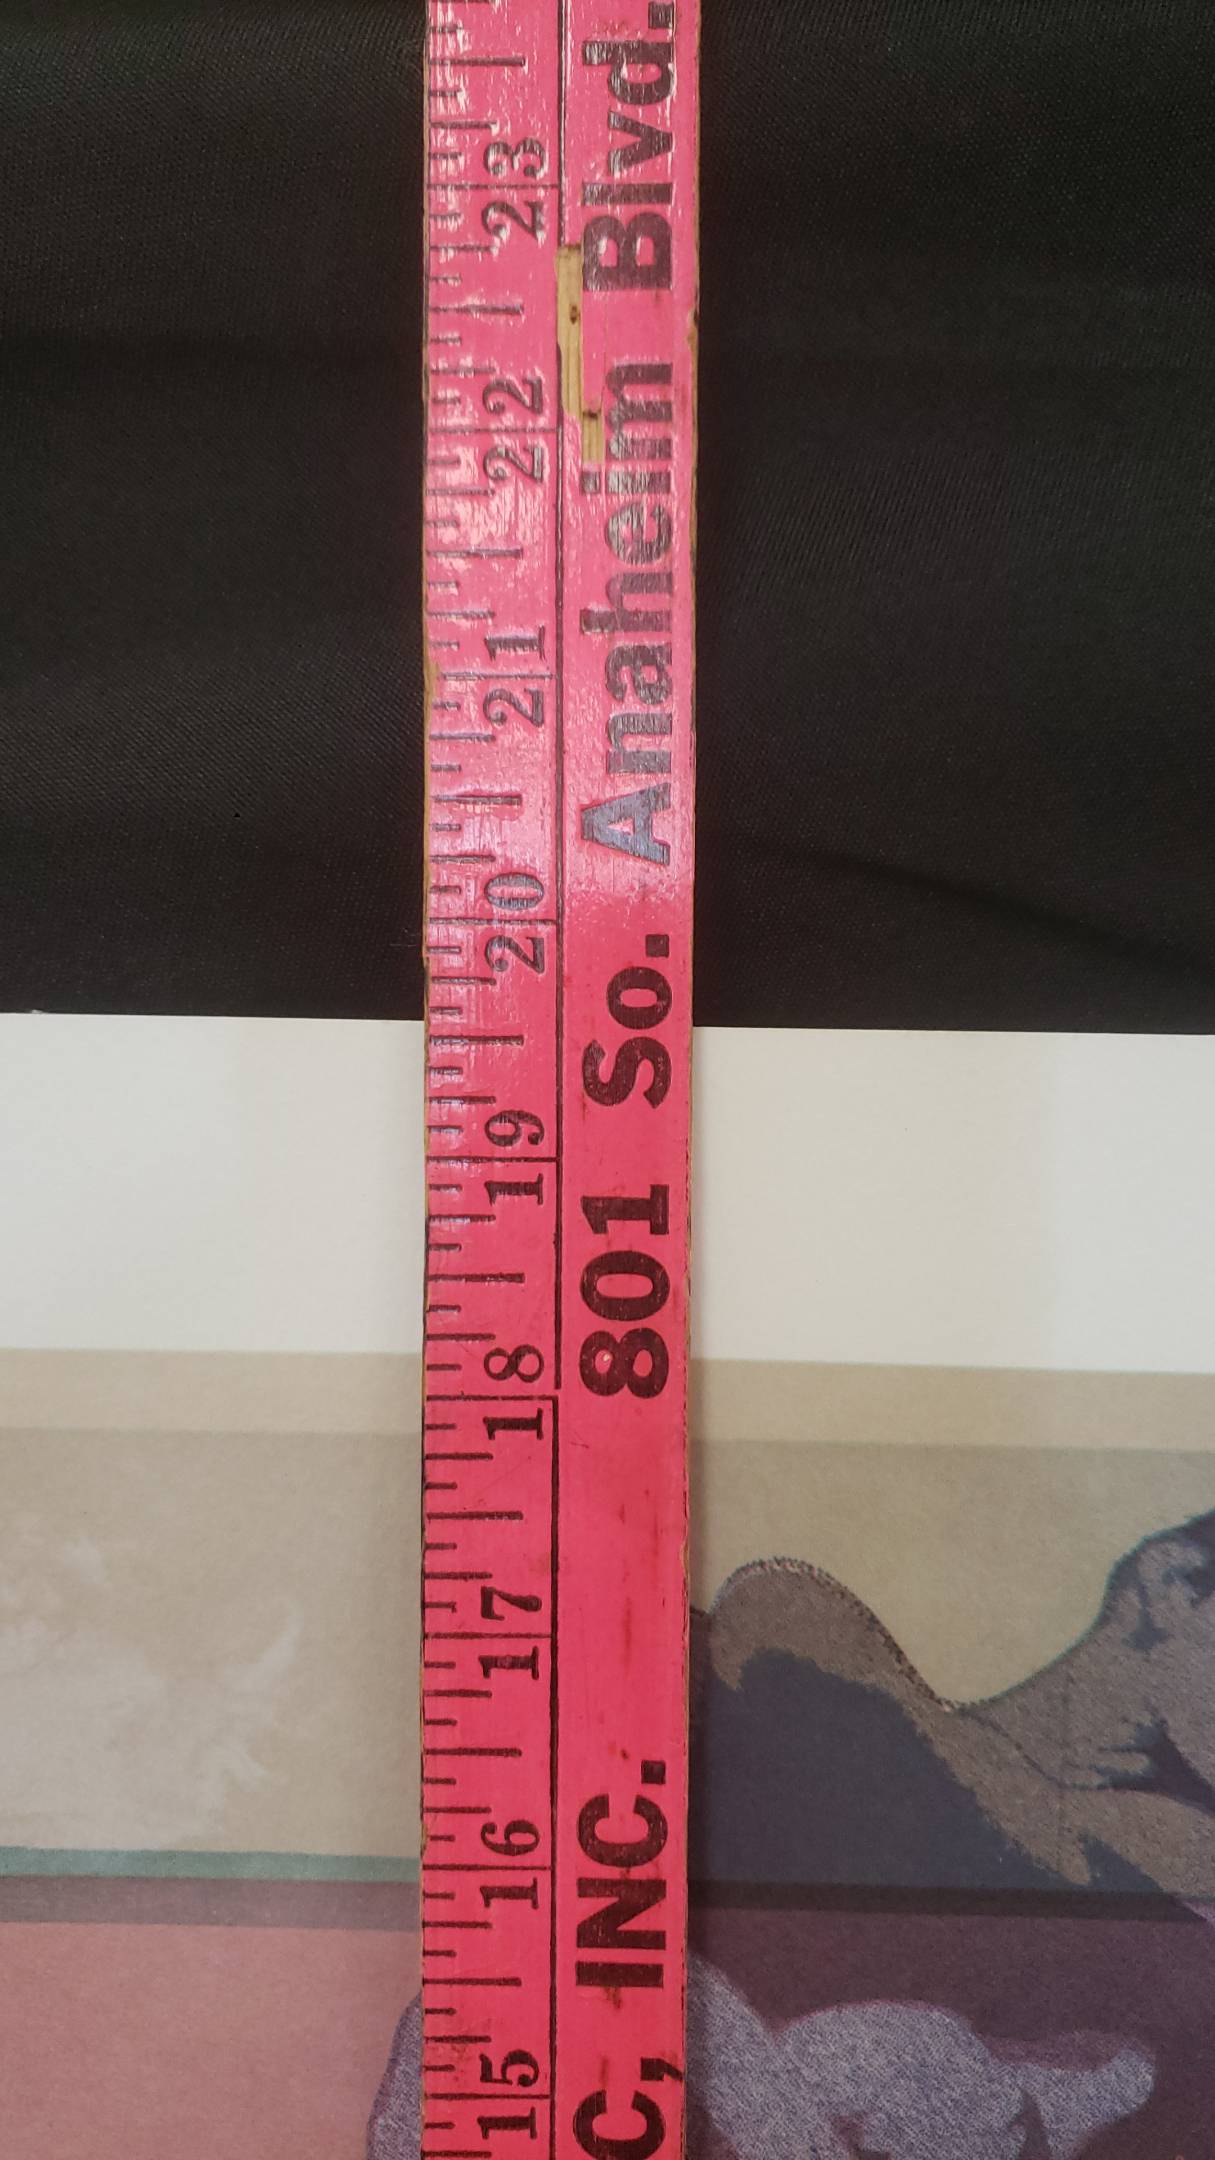 C, INC. 801 So. Anaheim Blvd.
15 16 17 18 19 20 21 22 23